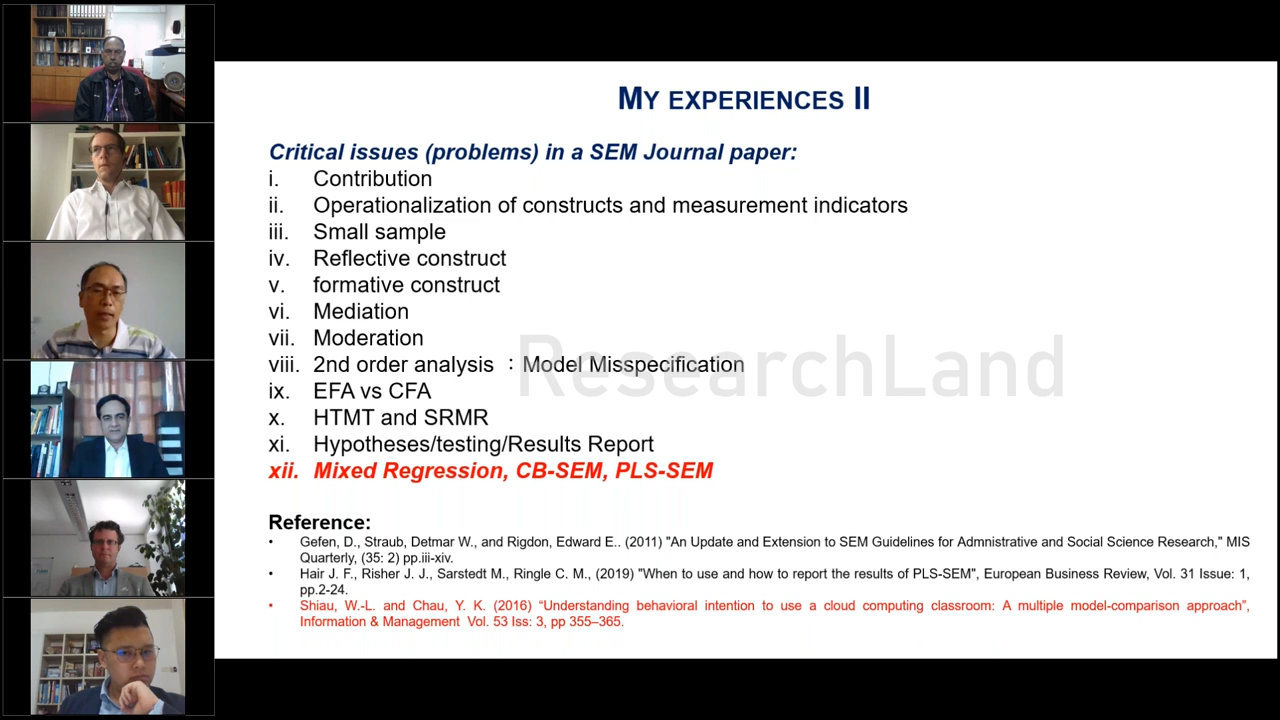 MY EXPERIENCES II
Critical issues (problems) in a SEM Journal paper:
i. Contribution
ii. Operationalization of constructs and measurement indicators
iii. Small sample
iv. Reflective construct
v. formative construct
vi. Mediation
vii. Moderation
viii. 2nd order analysis ：Model Misspecification
ResearchLand
ix. EFA vs CFA
x. HTMT and SRMR
xi. Hypotheses/testing/Results Report
xii. Mixed Regression, CB-SEM, PLS-SEM
Reference:
• Gefen, D., Straub, Detmar W., and Rigdon, Edward E.. (2011) "An Update and Extension to SEM Guidelines for Admnistrative and Social Science Research," MIS
Quarterly, (35: 2) pp.iii-xiv.
• Hair J. F., Risher J. J., Sarstedt M., Ringle C. M., (2019) "When to use and how to report the results of PLS-SEM", European Business Review, Vol. 31 Issue: 1,
pp.2-24.
• Shiau, W.-L. and Chau, Y. K. (2016) “Understanding behavioral intention to use a cloud computing classroom: A multiple model-comparison approach”,
Information & Management Vol. 53 Iss: 3, pp 355–365.